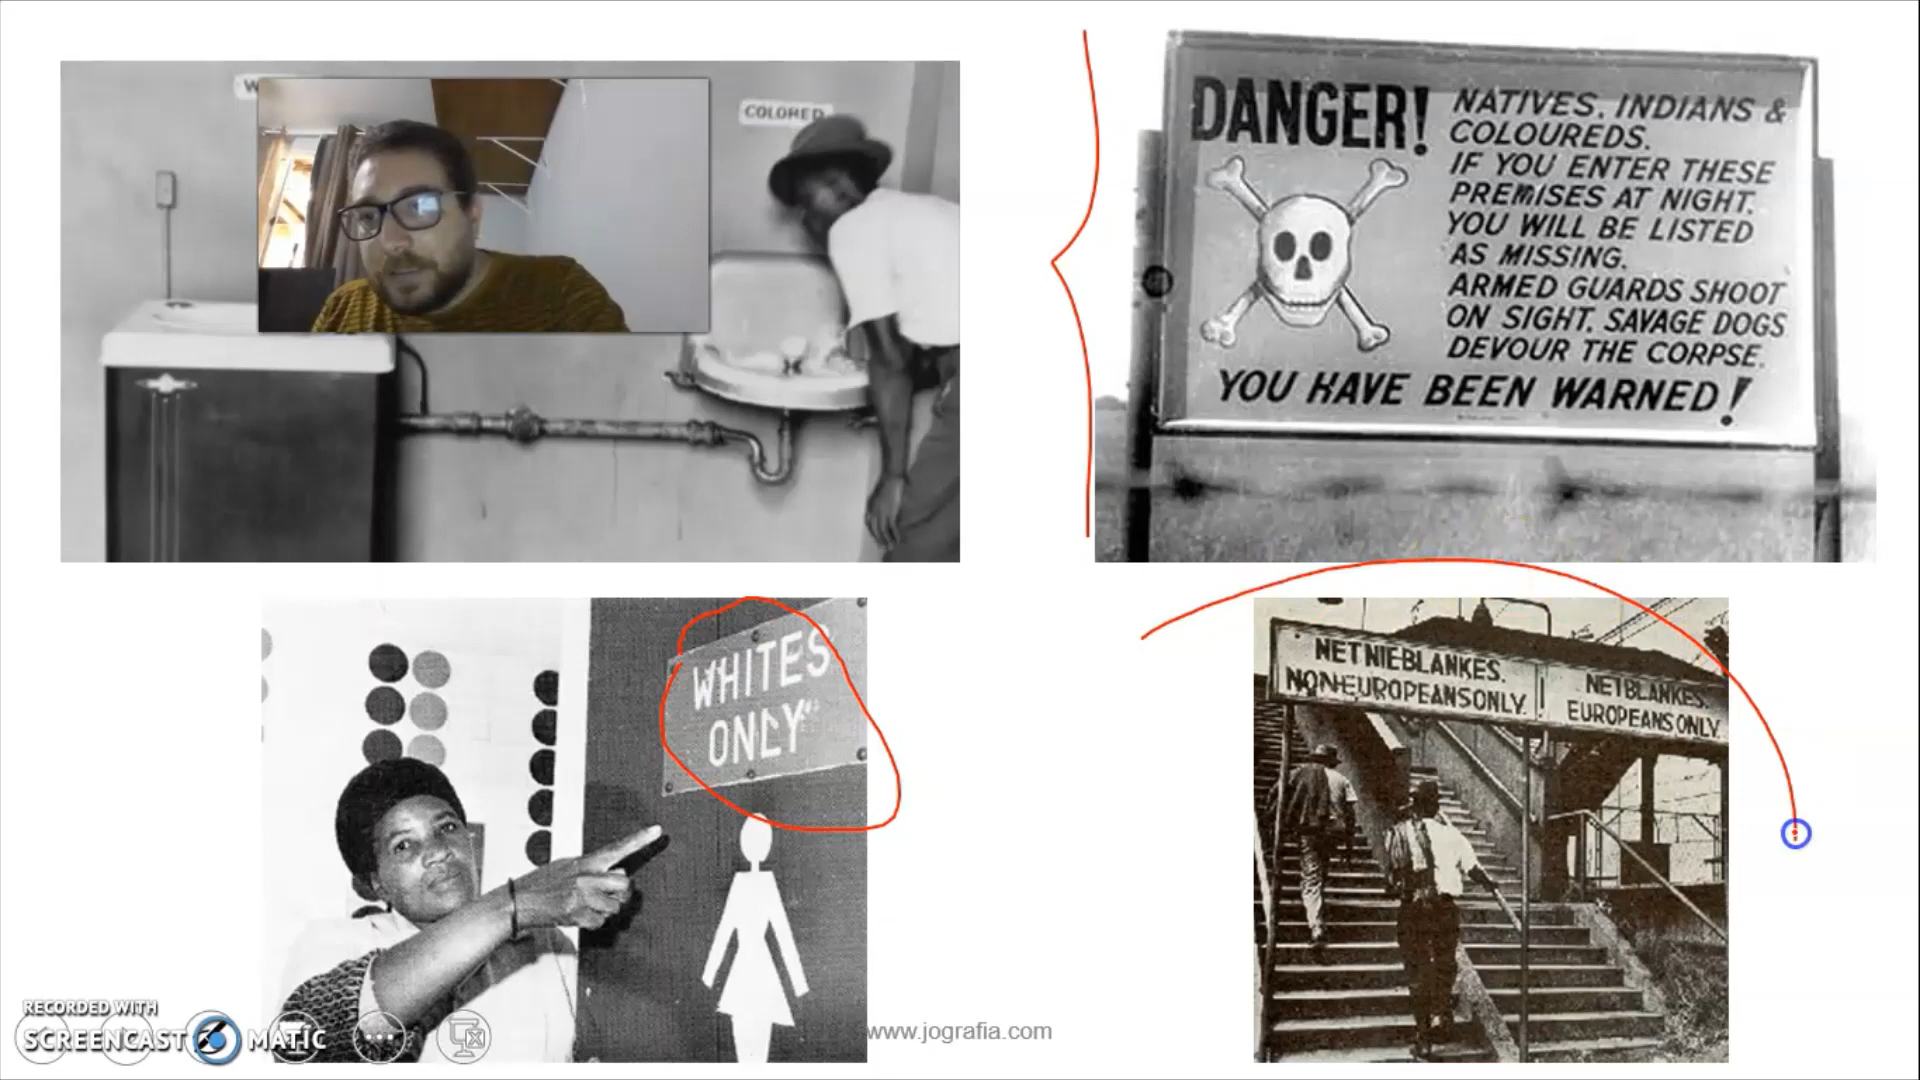 COLORED
DANGER!
NATIVES, INDIANS &
COLOUREDS.
IF YOU ENTER THESE
PREMISES AT NIGHT.
YOU WILL BE LISTED
AS MISSING.
ARMED GUARDS SHOOT
ON SIGHT. SAVAGE DOGS
DEVOUR THE CORPSE.
YOU HAVE BEEN WARNED!
WHITES
ONLY"
NET NIE BLANKES.
NON-EUROPEANS ONLY.
NET BLANKES.
EUROPEANS ONLY.
RECORDED WITH
SCREENCAST MATIC
www.jografia.com